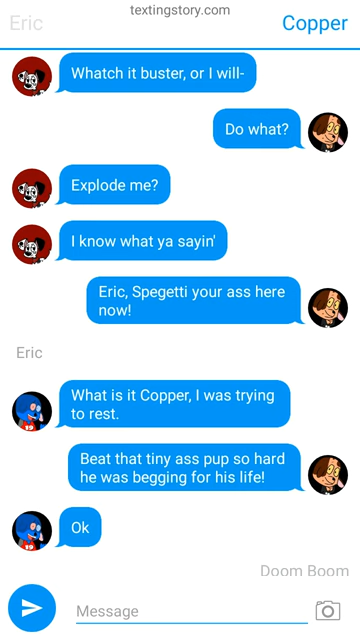 textingstory.com
Eric
Copper
Whatch it buster, or I will-
Do what?
Explode me?
I know what ya sayin'
Eric, Spegetti your ass here
now!
Eric
What is it Copper, I was trying
to rest.
Beat that tiny ass pup so hard
he was begging for his life!
Ok
Doom Boom
Message